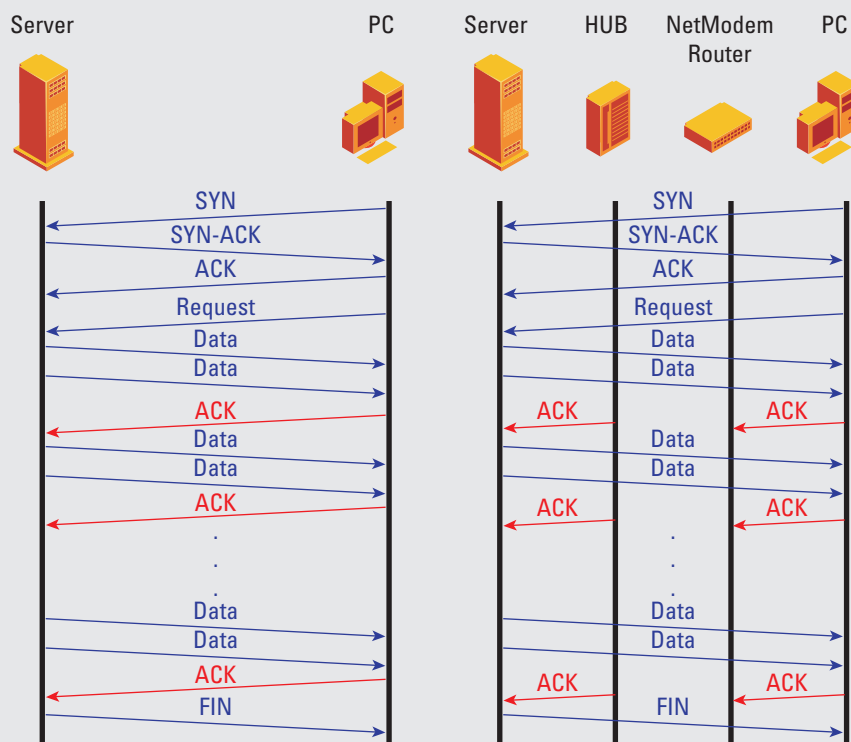 Server PC
SYN
SYN-ACK
ACK
Request
Data
Data
ACK
Data
Data
ACK
.
.
.
Data
Data
ACK
FIN
Server HUB NetModem PC
Router
SYN
SYN-ACK
ACK
Request
Data
Data
ACK ACK
Data
Data
ACK ACK
.
.
.
Data
Data
ACK ACK
FIN